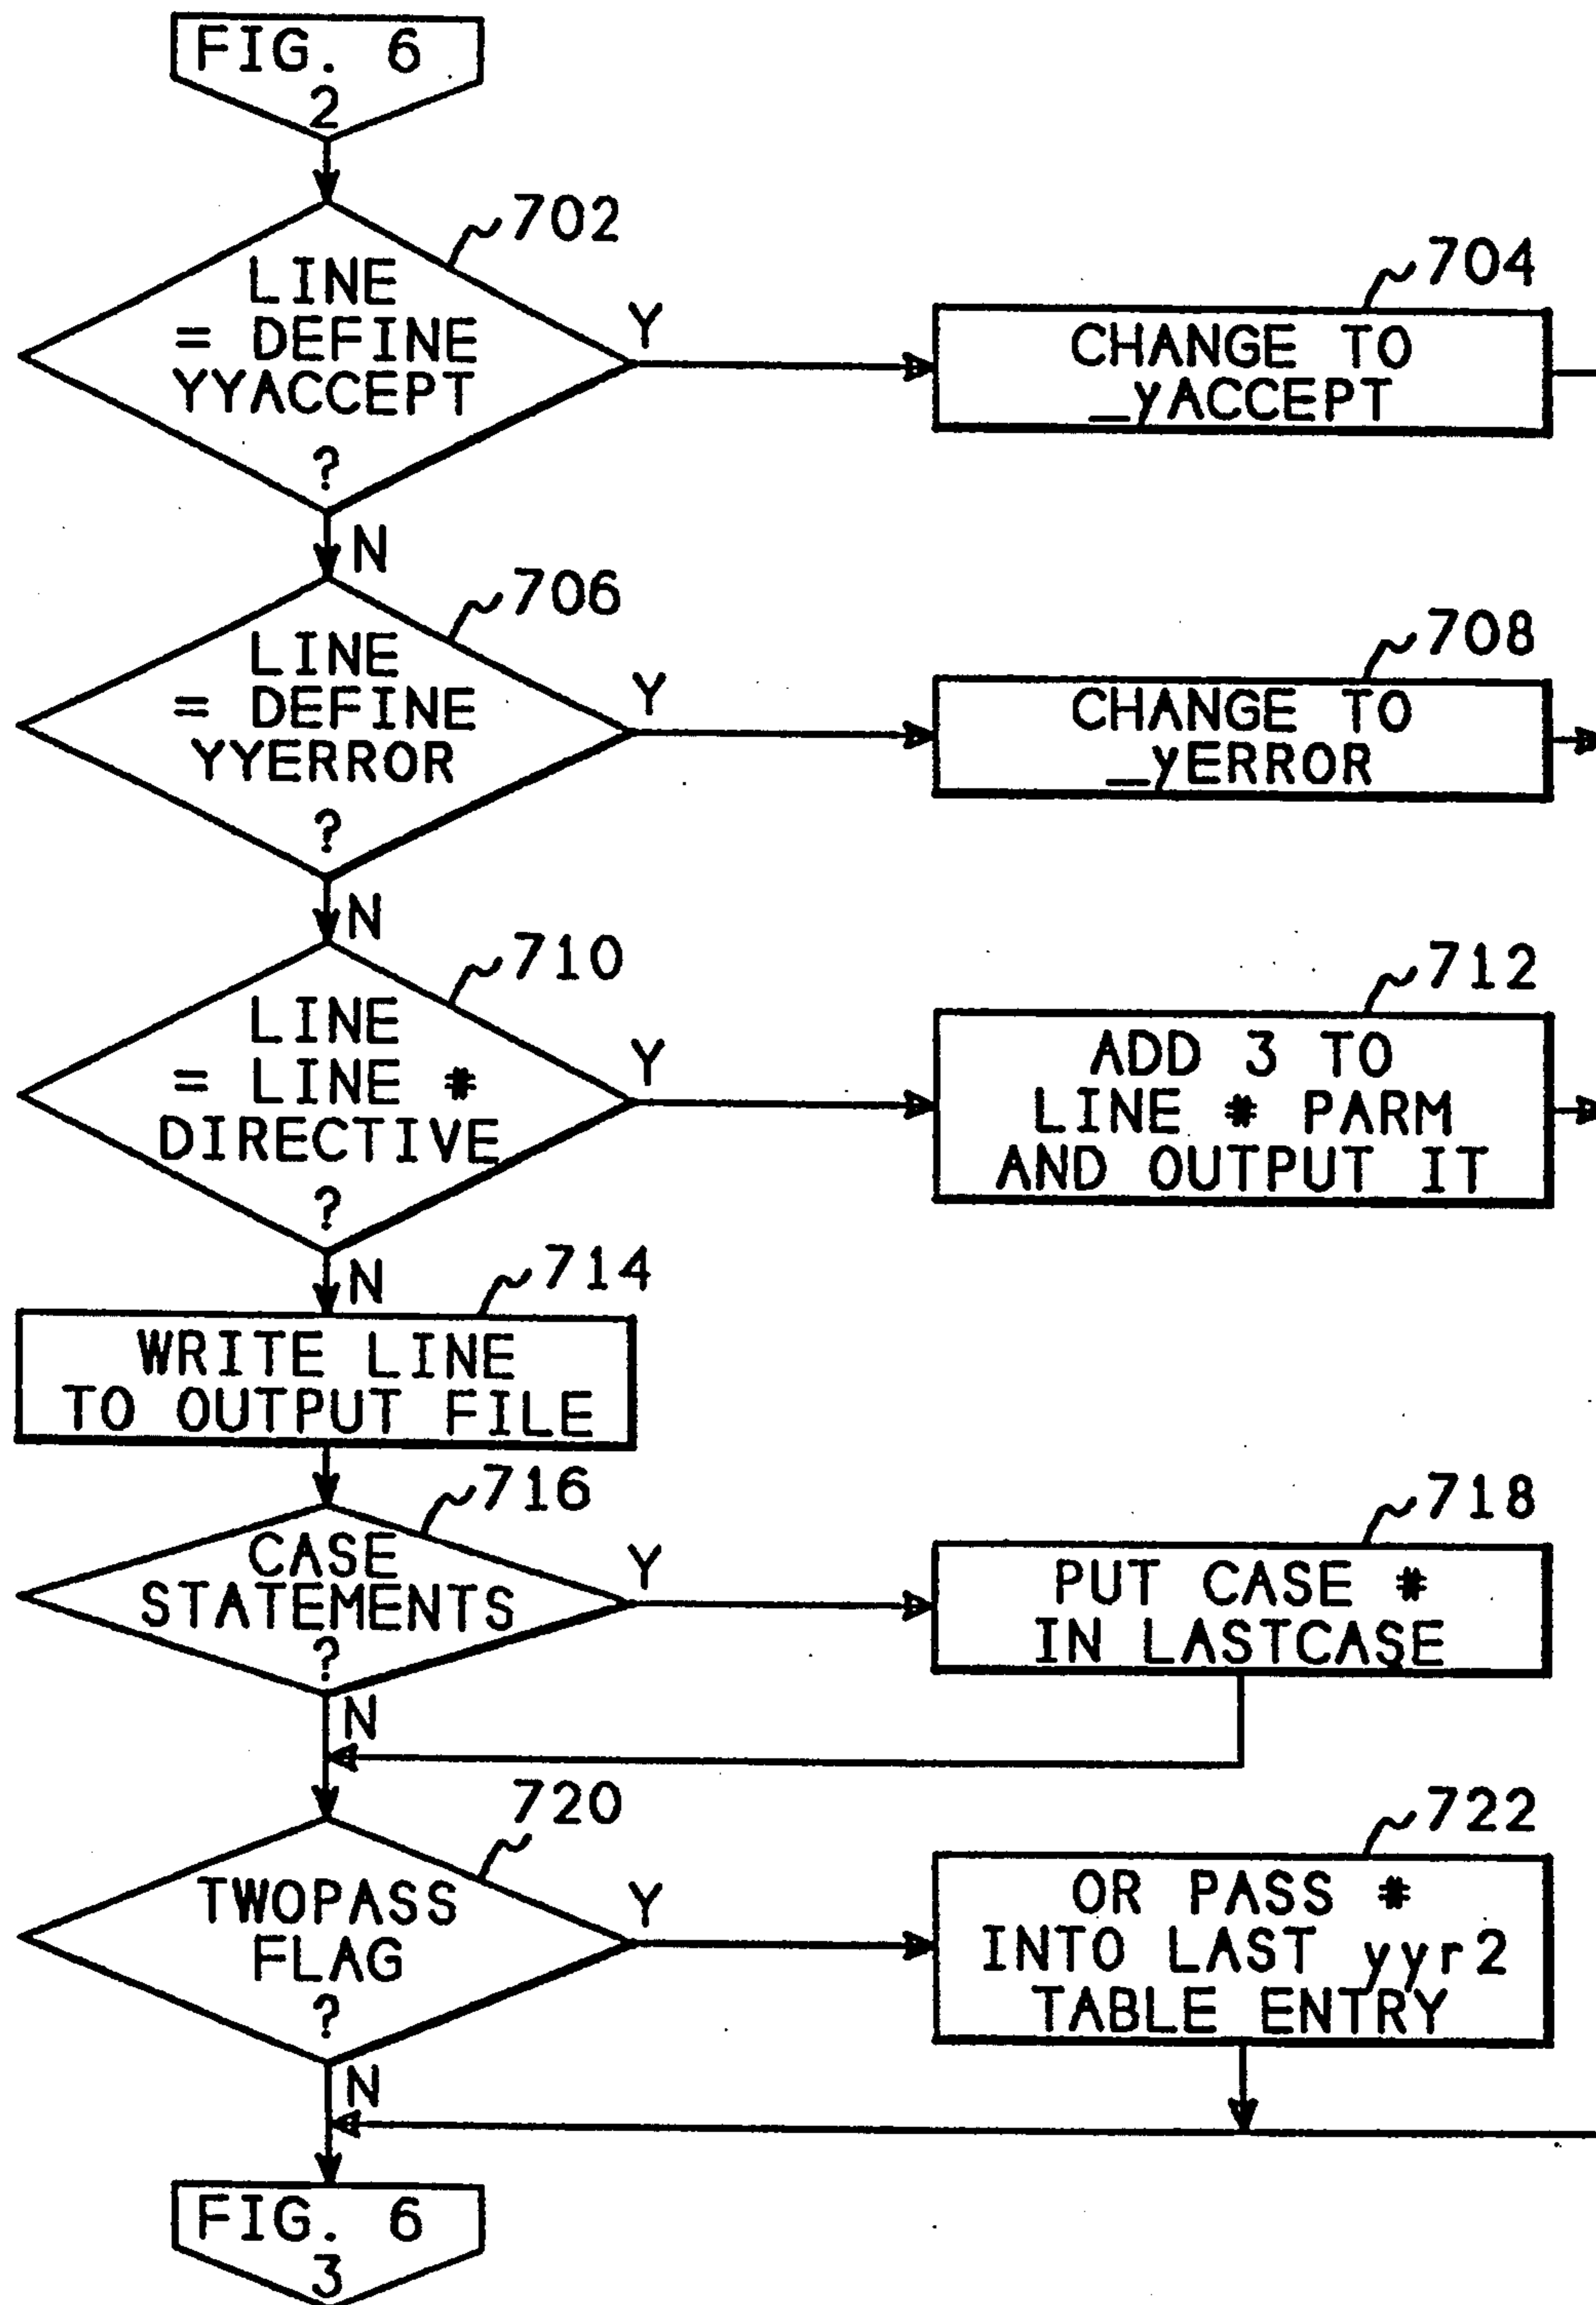 FIG. 6
2
702
LINE
= DEFINE
YYACCEPT
?
Y
N
704
CHANGE TO
_yACCEPT
706
LINE
= DEFINE
YYERROR
?
Y
N
708
CHANGE TO
_yERROR
710
LINE
= LINE #
DIRECTIVE
?
Y
N
712
ADD 3 TO
LINE # PARM
AND OUTPUT IT
714
WRITE LINE
TO OUTPUT FILE
716
CASE
STATEMENTS
?
Y
N
718
PUT CASE #
IN LASTCASE
720
TWOPASS
FLAG
?
Y
N
722
OR PASS #
INTO LAST yyr2
TABLE ENTRY
FIG. 6
3